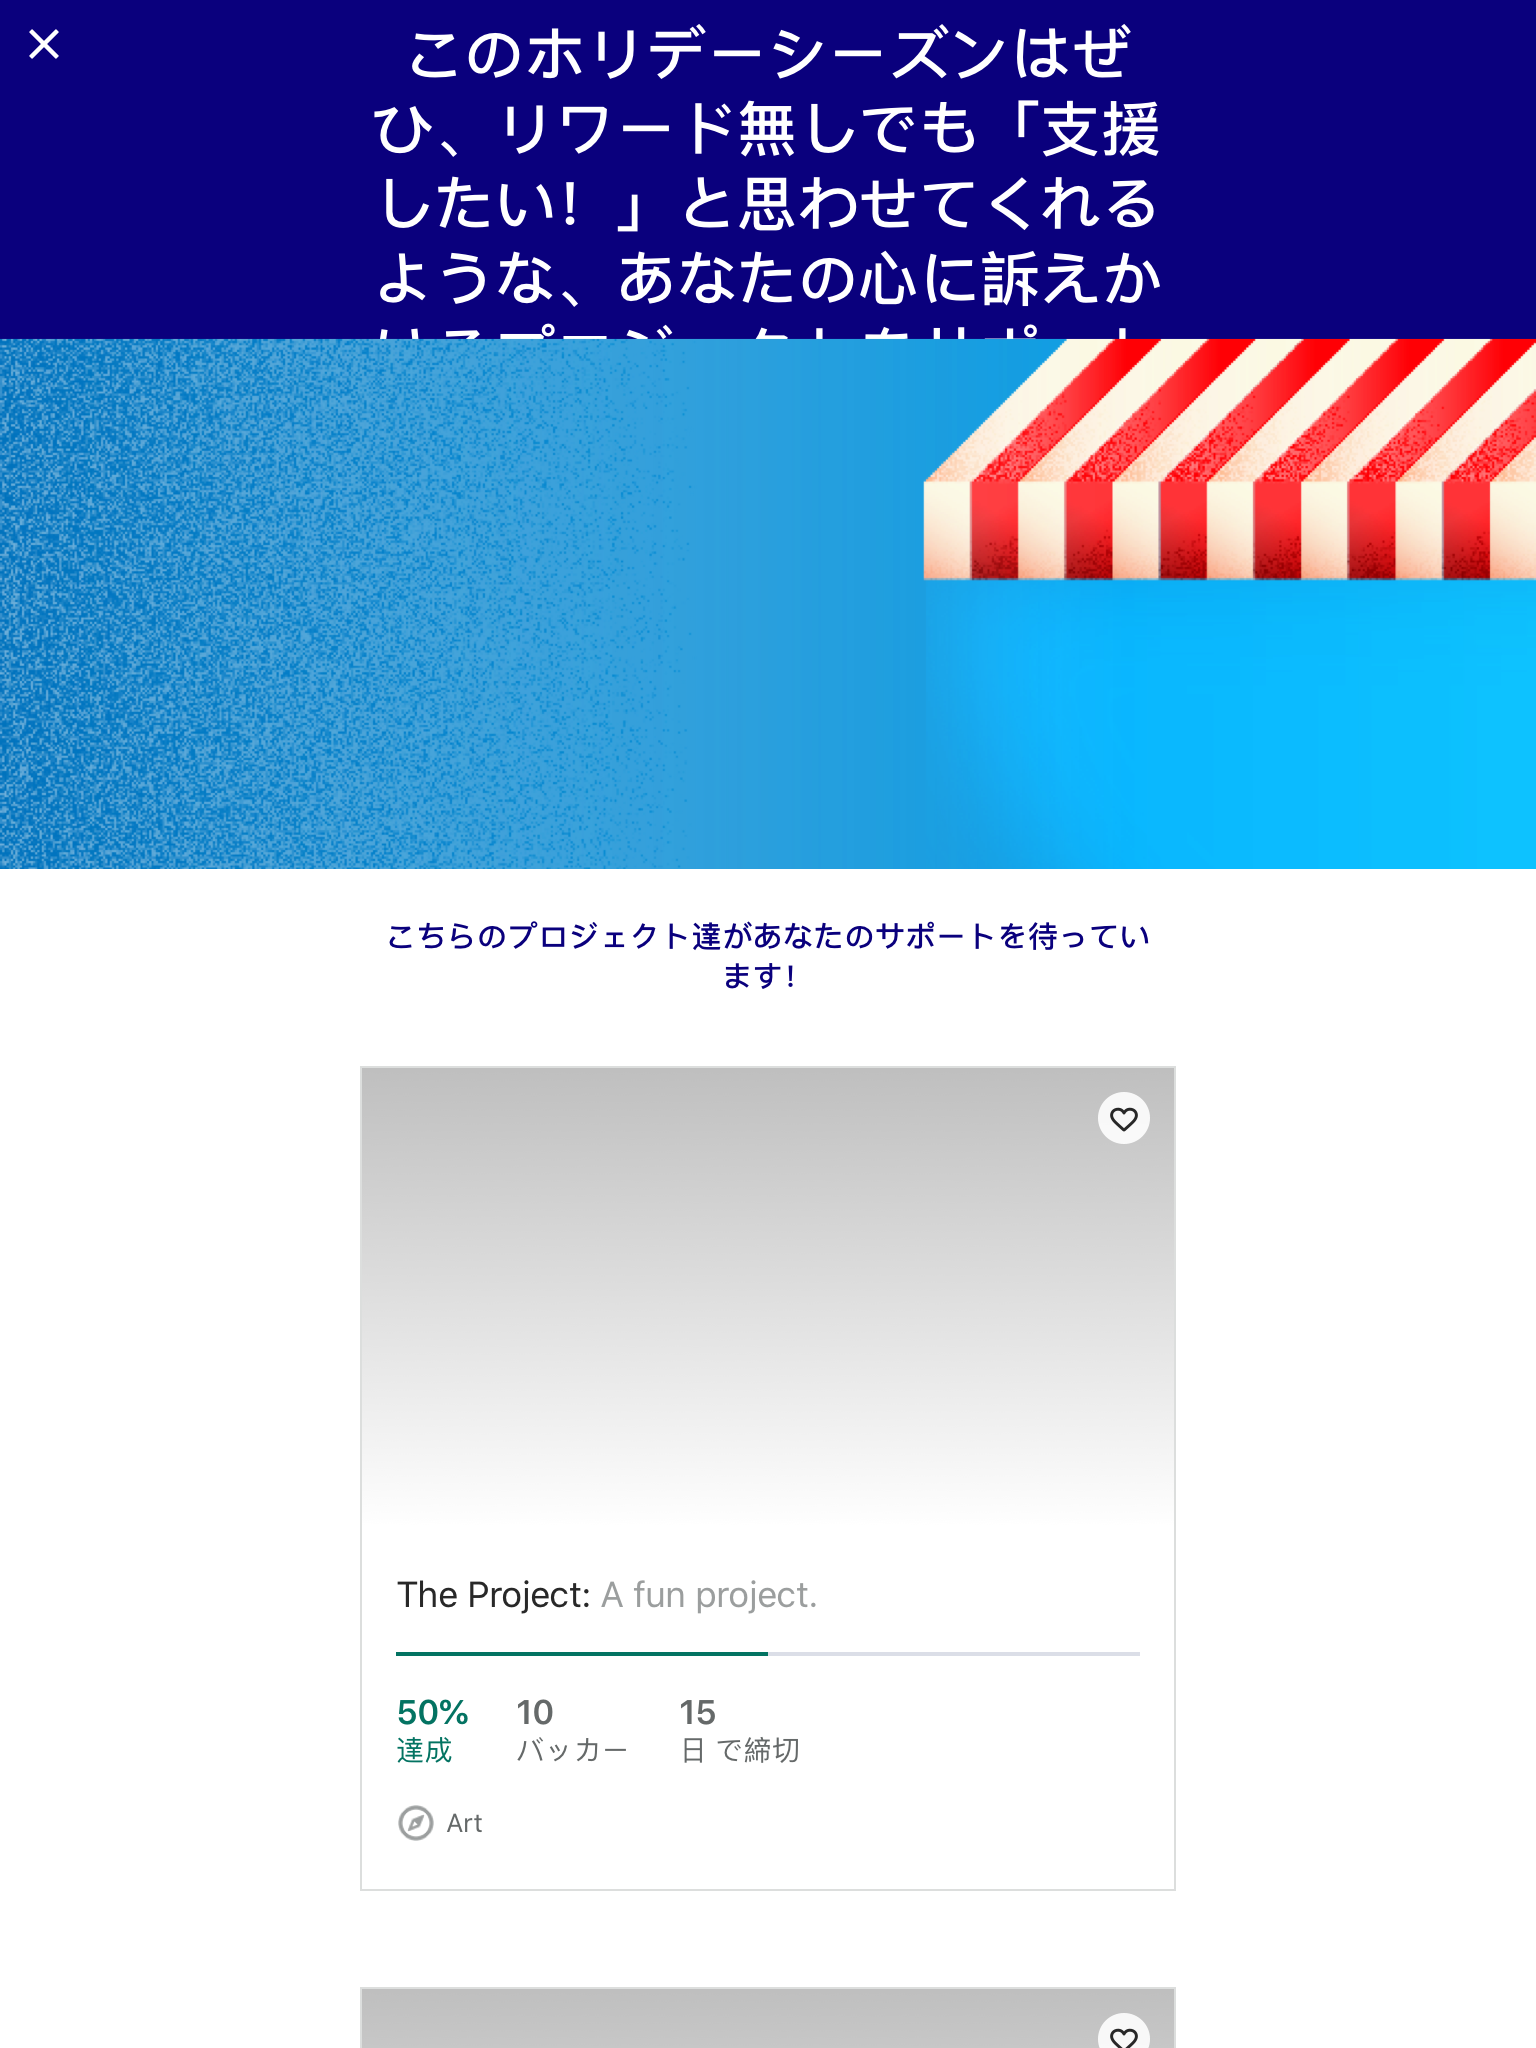 このホリデーシーズンはぜ
ひ、リワード無しでも「支援
したい！」と思わせてくれる
ような、あなたの心に訴えか
こちらのプロジェクト達があなたのサポートを待ってい
ます！
The Project: A fun project.
50% 10 15
達成 バッカー 日 で締切
Art